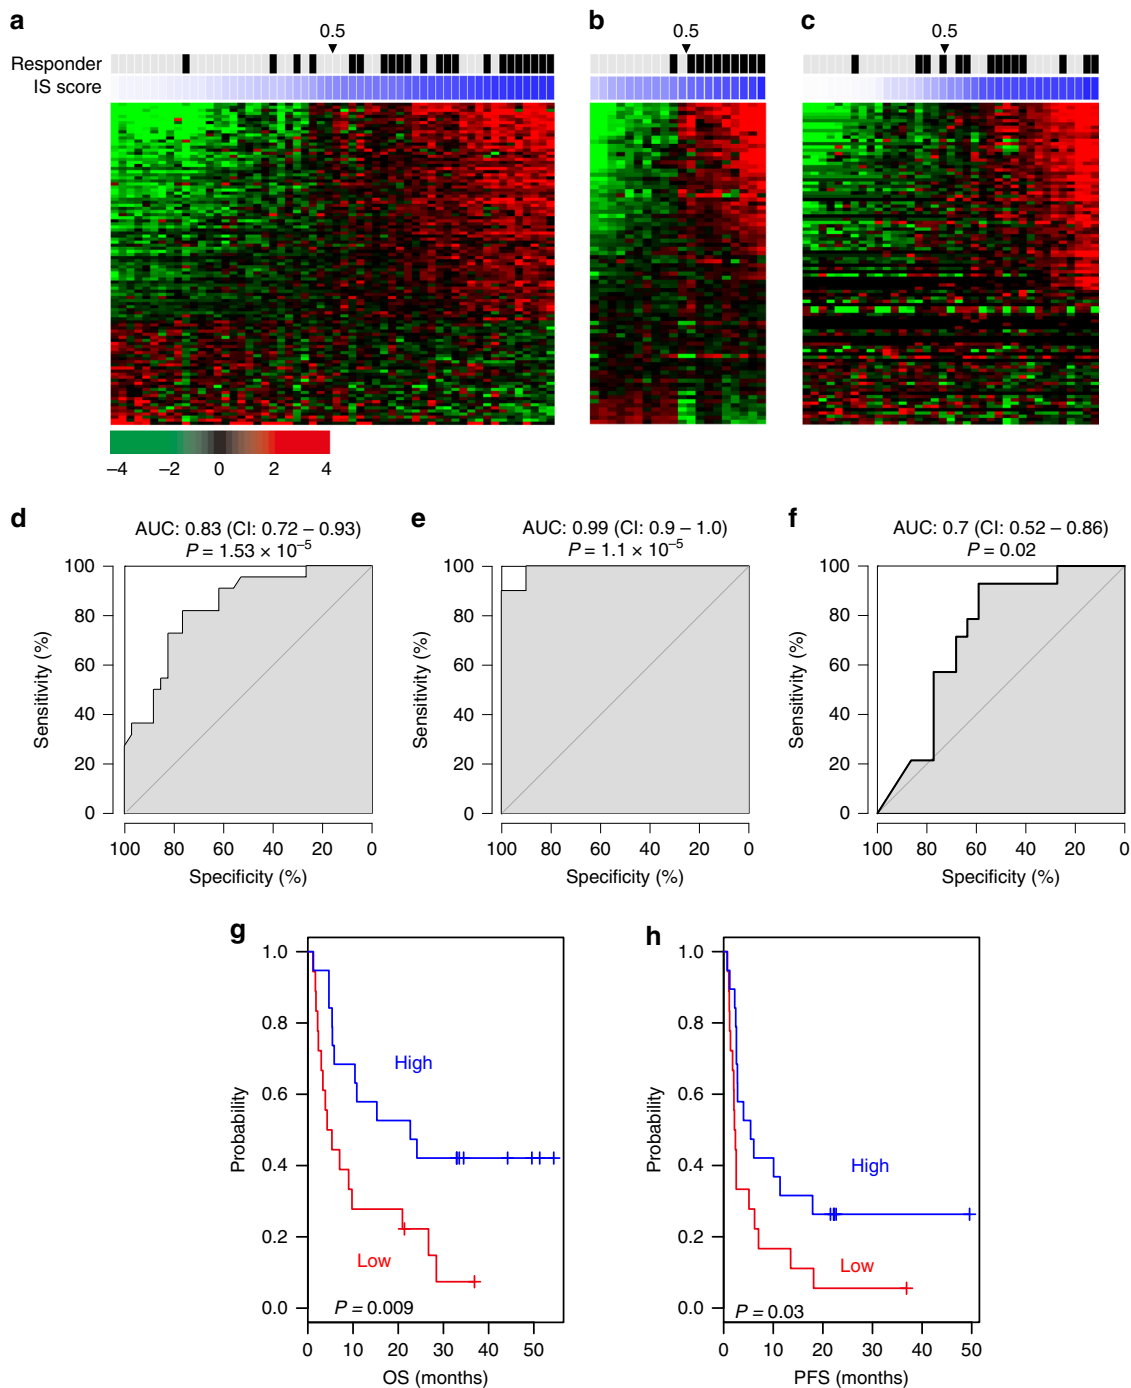 a
b
c
0.5
0.5
0.5
Responder
IS score
−4 −2 0 2 4
d
AUC: 0.83 (CI: 0.72 – 0.93)
P = 1.53 × 10⁻⁵
100
80
60
40
20
0
Sensitivity (%)
100 80 60 40 20 0
Specificity (%)
e
AUC: 0.99 (CI: 0.9 – 1.0)
P = 1.1 × 10⁻⁵
100
80
60
40
20
0
Sensitivity (%)
100 80 60 40 20 0
Specificity (%)
f
AUC: 0.7 (CI: 0.52 – 0.86)
P = 0.02
100
80
60
40
20
0
Sensitivity (%)
100 80 60 40 20 0
Specificity (%)
g
1.0
0.8
0.6
0.4
0.2
0.0
Probability
High
Low
P = 0.009
0 10 20 30 40 50
OS (months)
h
1.0
0.8
0.6
0.4
0.2
0.0
Probability
High
Low
P = 0.03
0 10 20 30 40 50
PFS (months)